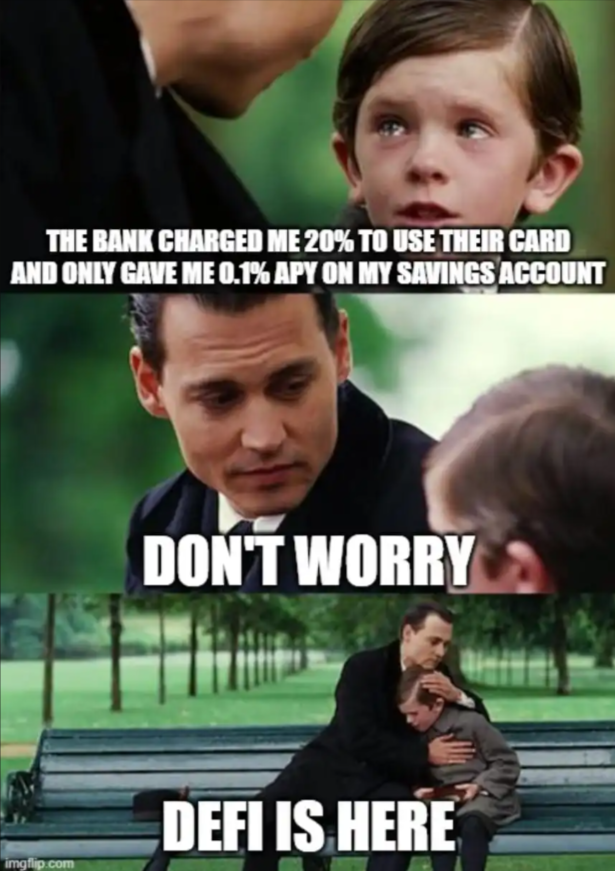 THE BANK CHARGED ME 20% TO USE THEIR CARD
AND ONLY GAVE ME 0.1% APY ON MY SAVINGS ACCOUNT
DON'T WORRY
DEFI IS HERE
imgflip.com